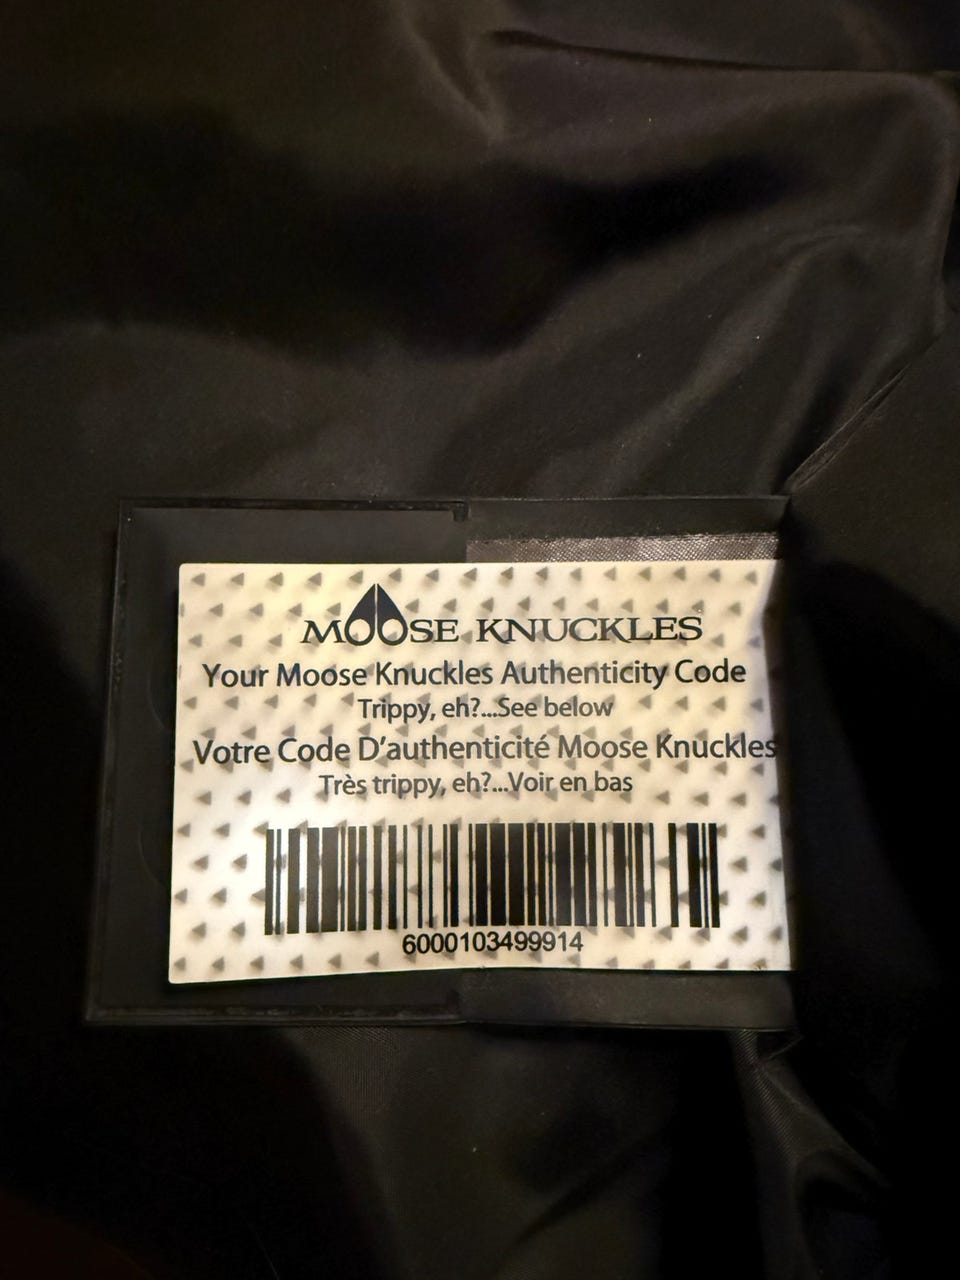 MOOSE KNUCKLES
Your Moose Knuckles Authenticity Code
Trippy, eh?...See below
Votre Code D'authenticité Moose Knuckles
Très trippy, eh?...Voir en bas
6000103499914